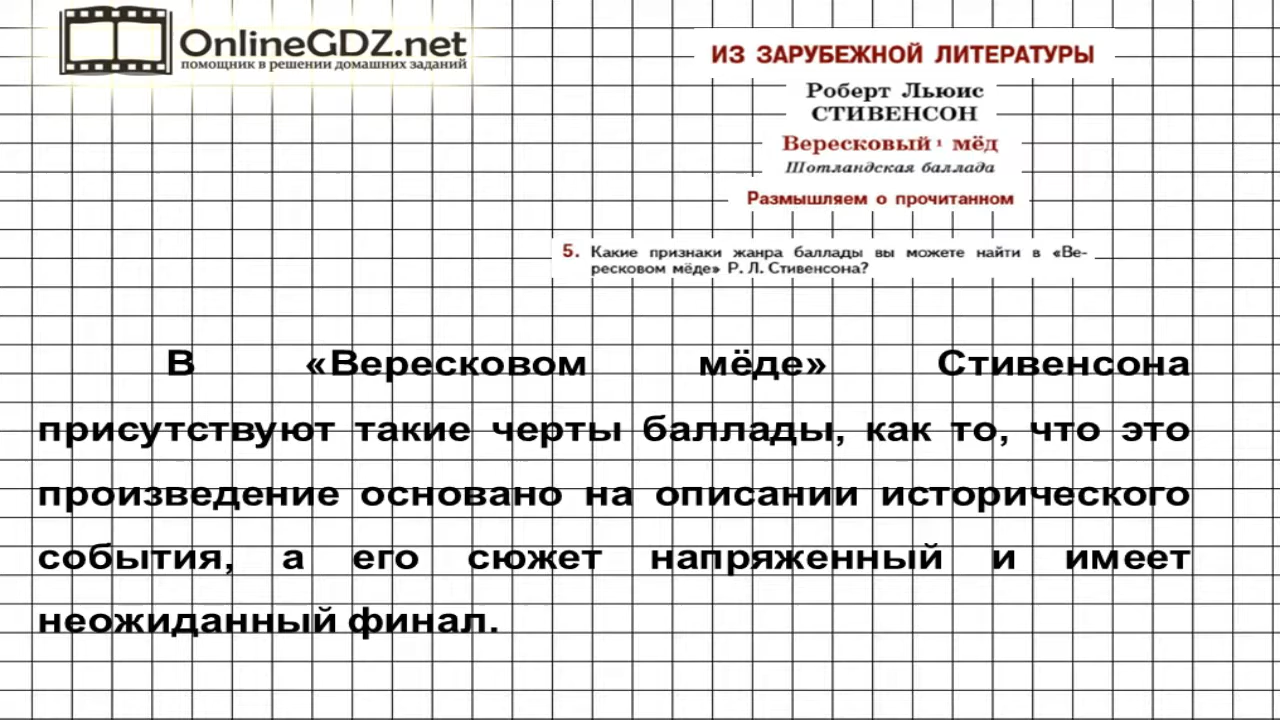 OnlineGDZ.net
помощник в решении домашних заданий
ИЗ ЗАРУБЕЖНОЙ ЛИТЕРАТУРЫ
Роберт Льюис
СТИВЕНСОН
Вересковый ¹ мёд
Шотландская баллада
Размышляем о прочитанном
5. Какие признаки жанра баллады вы можете найти в «Ве-
ресковом мёде» Р. Л. Стивенсона?
В «Вересковом мёде» Стивенсона
присутствуют такие черты баллады, как то, что это
произведение основано на описании исторического
события, а его сюжет напряженный и имеет
неожиданный финал.